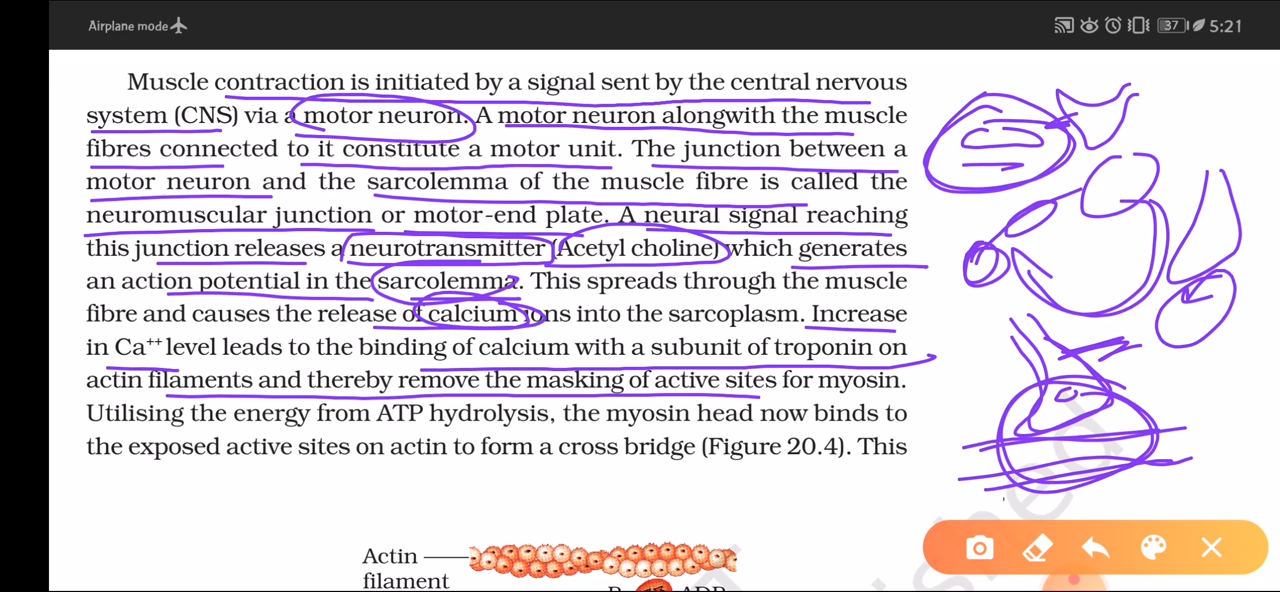 Airplane mode 37 5:21
Muscle contraction is initiated by a signal sent by the central nervous
system (CNS) via a motor neuron. A motor neuron alongwith the muscle
fibres connected to it constitute a motor unit. The junction between a
motor neuron and the sarcolemma of the muscle fibre is called the
neuromuscular junction or motor-end plate. A neural signal reaching
this junction releases a neurotransmitter (Acetyl choline) which generates
an action potential in the sarcolemma. This spreads through the muscle
fibre and causes the release of calcium ions into the sarcoplasm. Increase
in Ca⁺⁺ level leads to the binding of calcium with a subunit of troponin on
actin filaments and thereby remove the masking of active sites for myosin.
Utilising the energy from ATP hydrolysis, the myosin head now binds to
the exposed active sites on actin to form a cross bridge (Figure 20.4). This
Actin
filament